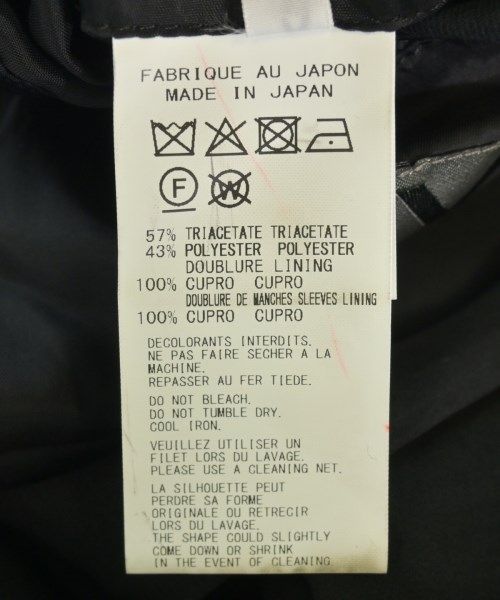 FABRIQUE AU JAPON
MADE IN JAPAN
F W
57% TRIACETATE TRIACETATE
43% POLYESTER POLYESTER
DOUBLURE LINING
100% CUPRO CUPRO
DOUBLURE DE MANCHES SLEEVES LINING
100% CUPRO CUPRO
DECOLORANTS INTERDITS.
NE PAS FAIRE SECHER A LA
MACHINE.
REPASSER AU FER TIEDE.
DO NOT BLEACH.
DO NOT TUMBLE DRY.
COOL IRON.
VEUILLEZ UTILISER UN
FILET LORS DU LAVAGE.
PLEASE USE A CLEANING NET.
LA SILHOUETTE PEUT
PERDRE SA FORME
ORIGINALE OU RETRECIR
LORS DU LAVAGE.
THE SHAPE COULD SLIGHTLY
COME DOWN OR SHRINK
IN THE EVENT OF CLEANING.